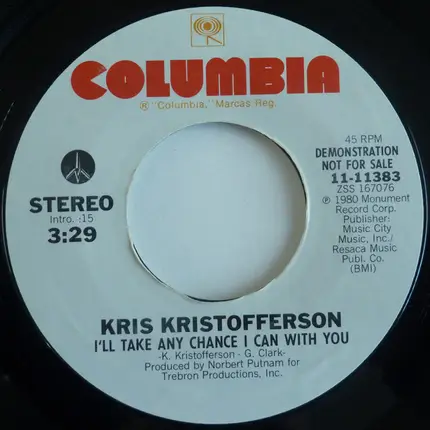 COLUMBIA
® "Columbia," Marcas Reg.
45 RPM
DEMONSTRATION
NOT FOR SALE
11-11383
ZSS 167076
℗ 1980 Monument
Record Corp.
Publisher:
Music City
Music, Inc./
Resaca Music
Publ. Co.
(BMI)
STEREO
Intro. :15
3:29
KRIS KRISTOFFERSON
I'LL TAKE ANY CHANCE I CAN WITH YOU
-K. Kristofferson - G. Clark-
Produced by Norbert Putnam for
Trebron Productions, Inc.